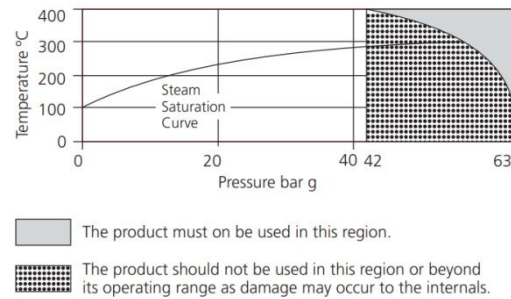 400
300
200
100
0
Temperature °C
Steam
Saturation
Curve
0
20
40 42
63
Pressure bar g
The product must on be used in this region.
The product should not be used in this region or beyond
its operating range as damage may occur to the internals.